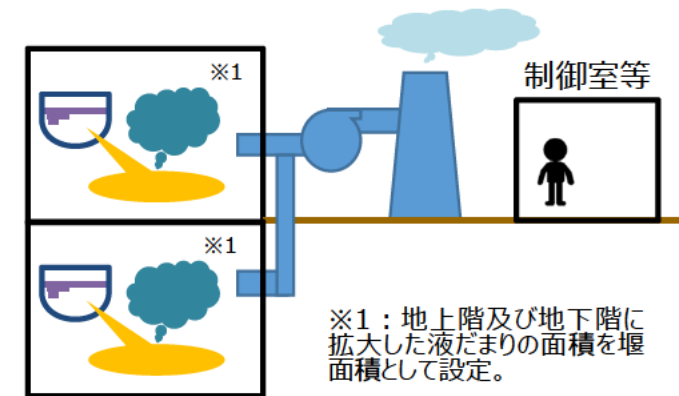 ※1
制御室等
※1
※1：地上階及び地下階に
拡大した液だまりの面積を堰
面積として設定。